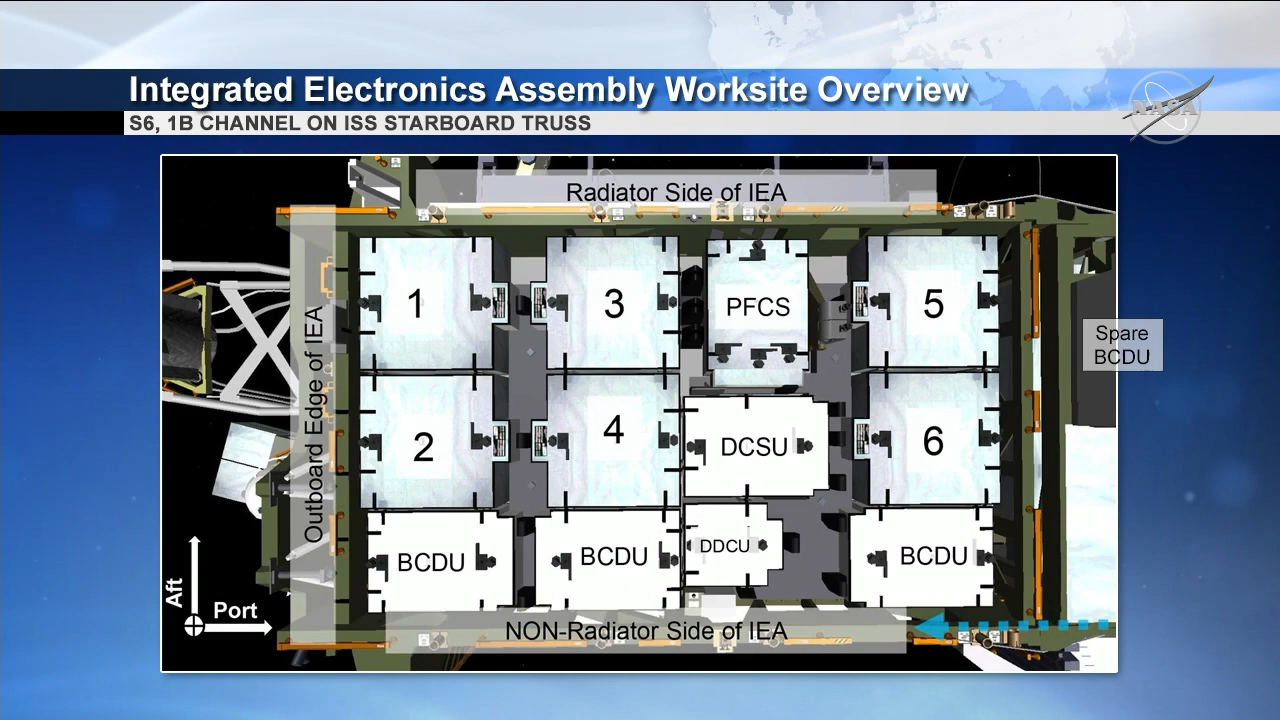 Integrated Electronics Assembly Worksite Overview
S6, 1B CHANNEL ON ISS STARBOARD TRUSS
NASA
Radiator Side of IEA
Outboard Edge of IEA
1
3
PFCS
5
Spare
BCDU
2
4
DCSU
6
BCDU
BCDU
DDCU
BCDU
Aft
Port
NON-Radiator Side of IEA